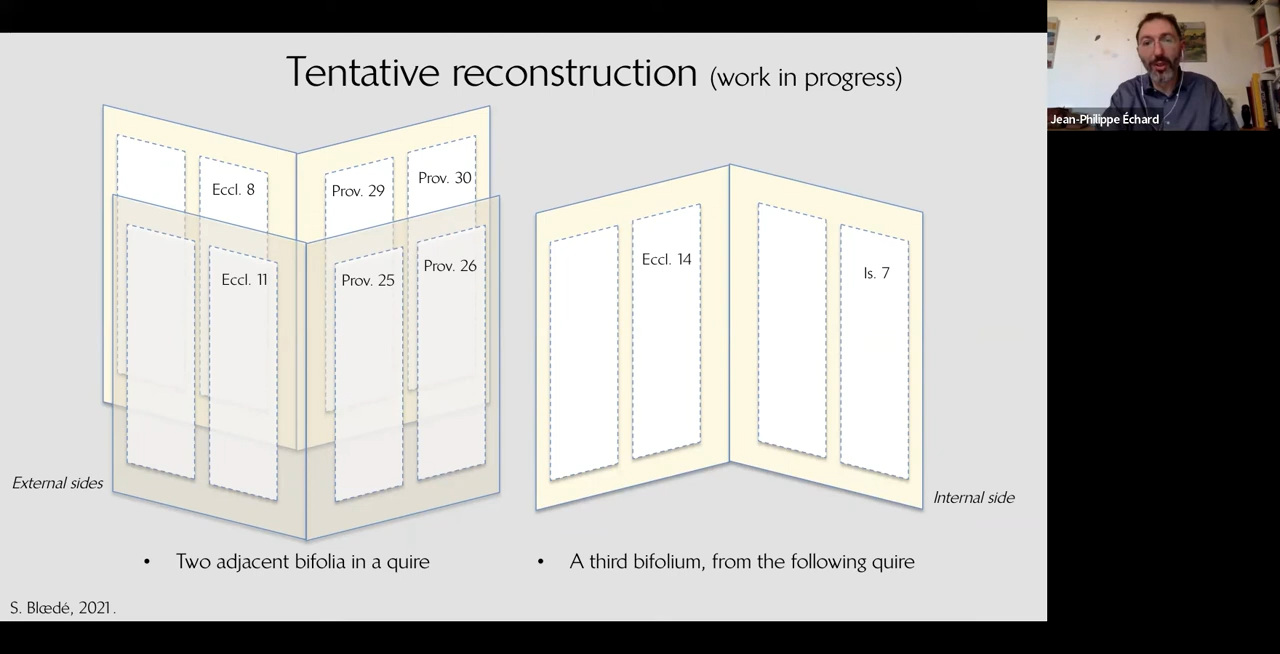 Tentative reconstruction (work in progress)
Jean-Philippe Échard
Eccl. 8
Prov. 29
Prov. 30
Eccl. 11
Prov. 25
Prov. 26
Eccl. 14
Is. 7
External sides
Internal side
• Two adjacent bifolia in a quire
• A third bifolium, from the following quire
S. Blœdé, 2021.